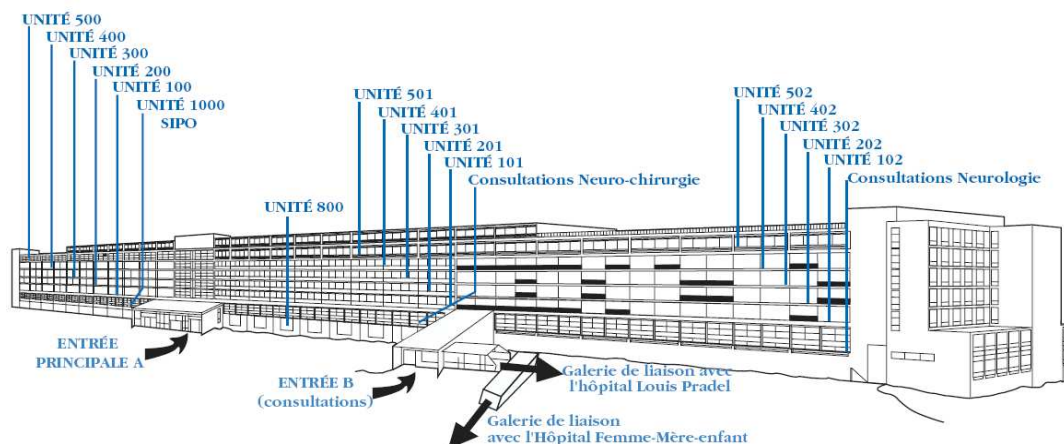 UNITÉ 500
UNITÉ 400
UNITÉ 300
UNITÉ 200
UNITÉ 100
UNITÉ 1000
SIPO
UNITÉ 800
UNITÉ 501
UNITÉ 401
UNITÉ 301
UNITÉ 201
UNITÉ 101
Consultations Neuro-chirurgie
UNITÉ 502
UNITÉ 402
UNITÉ 302
UNITÉ 202
UNITÉ 102
Consultations Neurologie
ENTRÉE
PRINCIPALE A
ENTRÉE B
(consultations)
Galerie de liaison avec
l'hôpital Louis Pradel
Galerie de liaison
avec l'Hôpital Femme-Mère-enfant